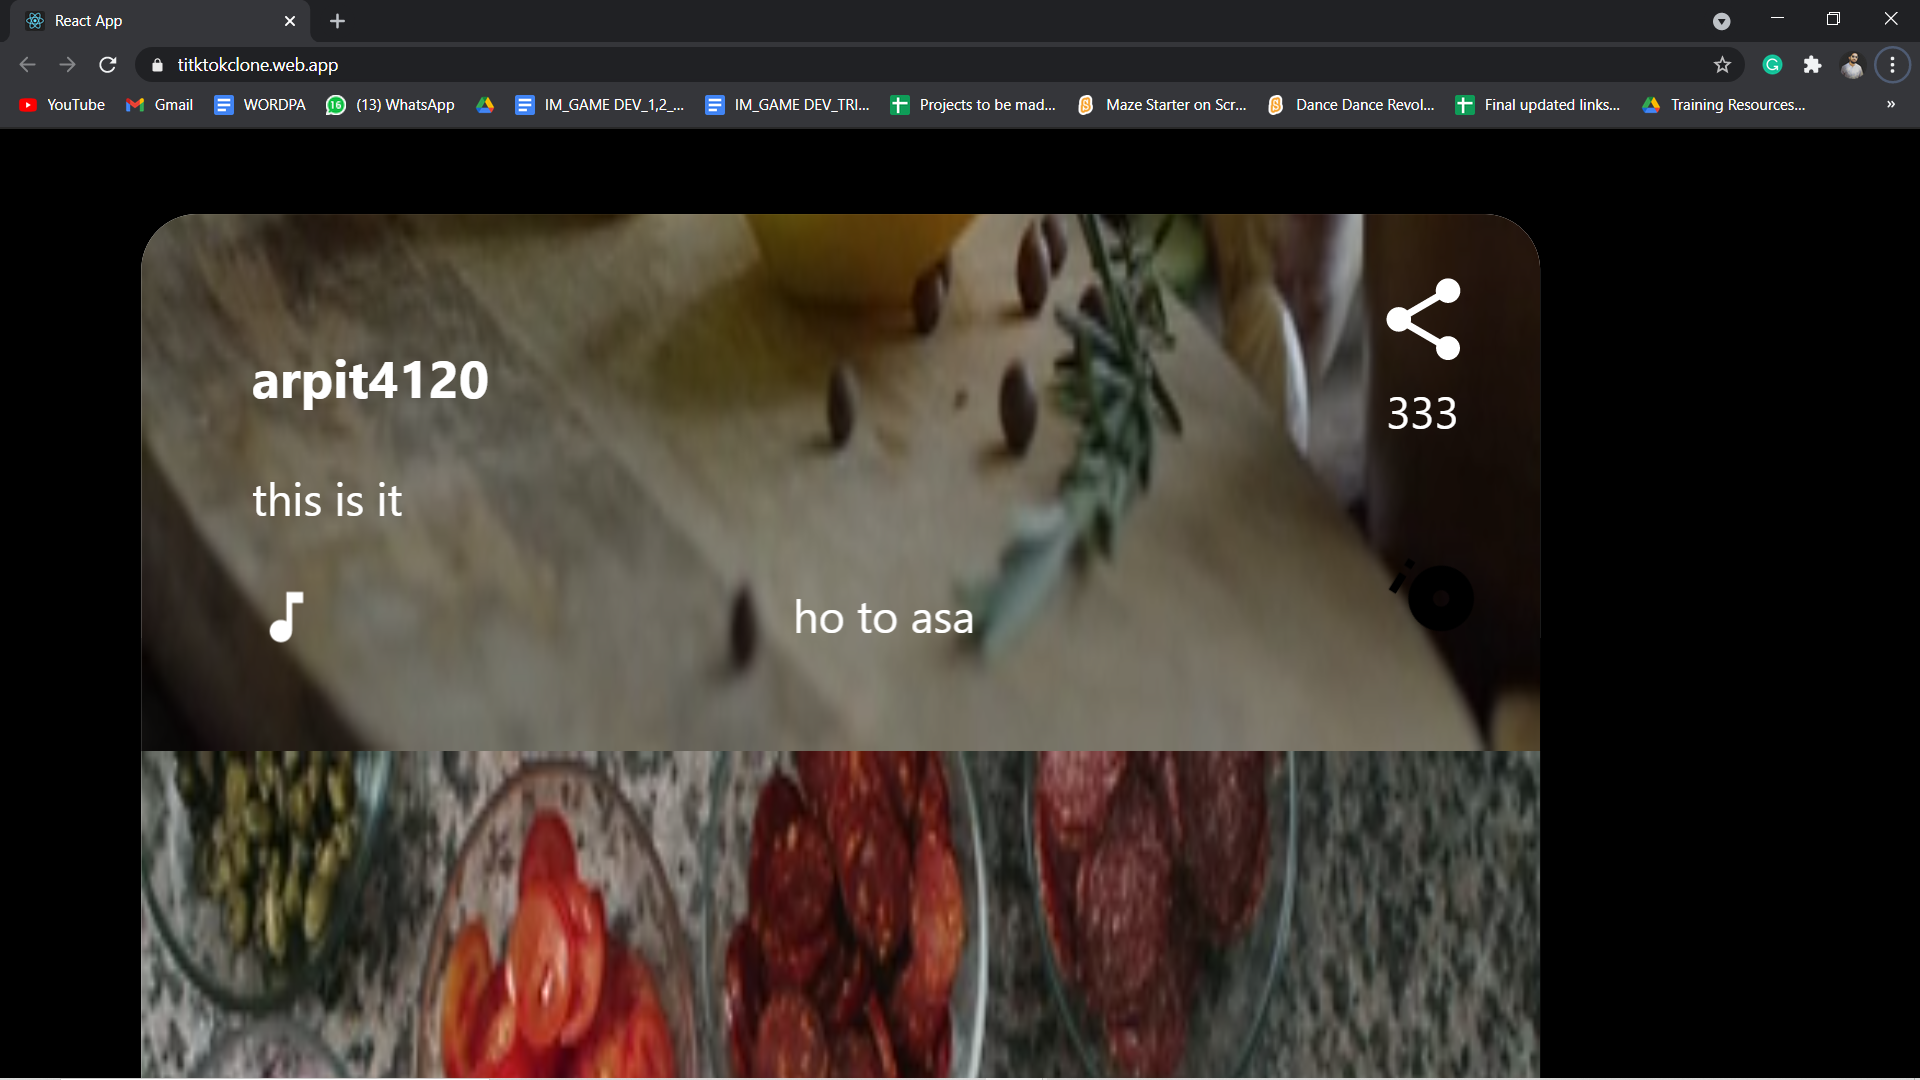 React App
titktokclone.web.app
YouTube Gmail WORDPA 16 (13) WhatsApp IM_GAME DEV_1,2_... IM_GAME DEV_TRI... Projects to be mad... Maze Starter on Scr... Dance Dance Revol... Final updated links... Training Resources... »
arpit4120
333
this is it
ho to asa